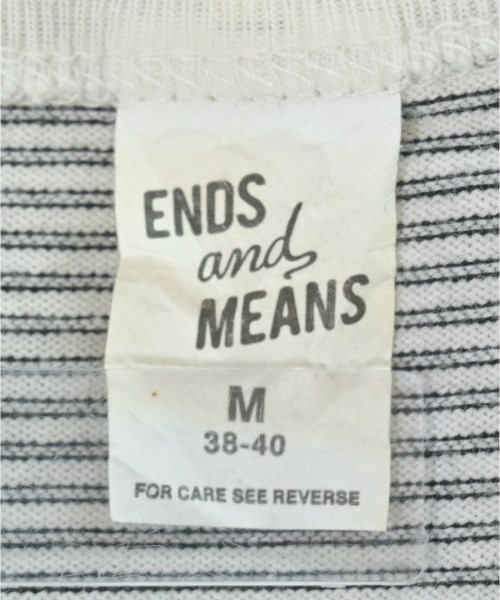 ENDS
and
MEANS
M
38-40
FOR CARE SEE REVERSE